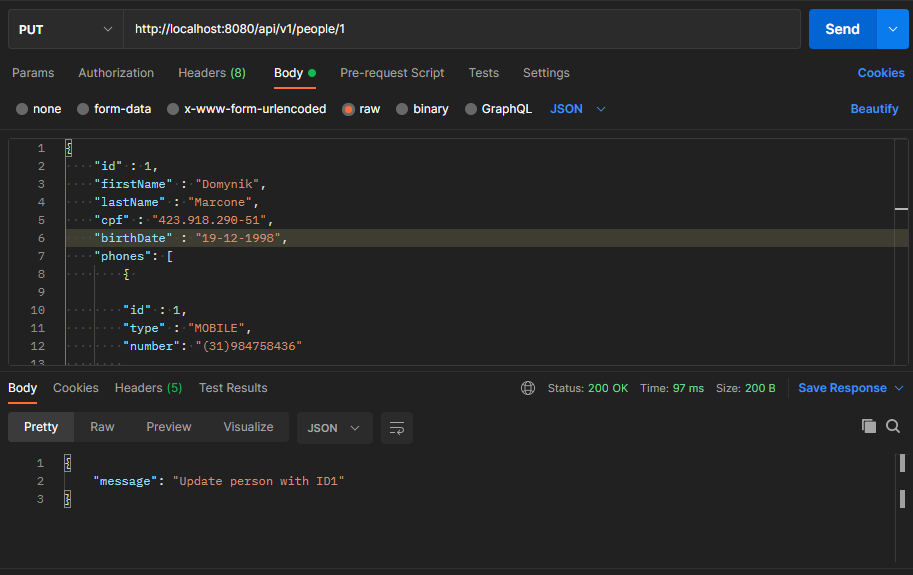 PUT http://localhost:8080/api/v1/people/1 Send
Params Authorization Headers (8) Body Pre-request Script Tests Settings Cookies
none form-data x-www-form-urlencoded raw binary GraphQL JSON Beautify
1 {
2 "id" : 1,
3 "firstName" : "Domynik",
4 "lastName" : "Marcone",
5 "cpf" : "423.918.290-51",
6 "birthDate" : "19-12-1998",
7 "phones": [
8 {
9
10 "id" : 1,
11 "type" : "MOBILE",
12 "number": "(31)984758436"
13
Body Cookies Headers (5) Test Results Status: 200 OK Time: 97 ms Size: 200 B Save Response
Pretty Raw Preview Visualize JSON
1 {
2 "message": "Update person with ID1"
3 }